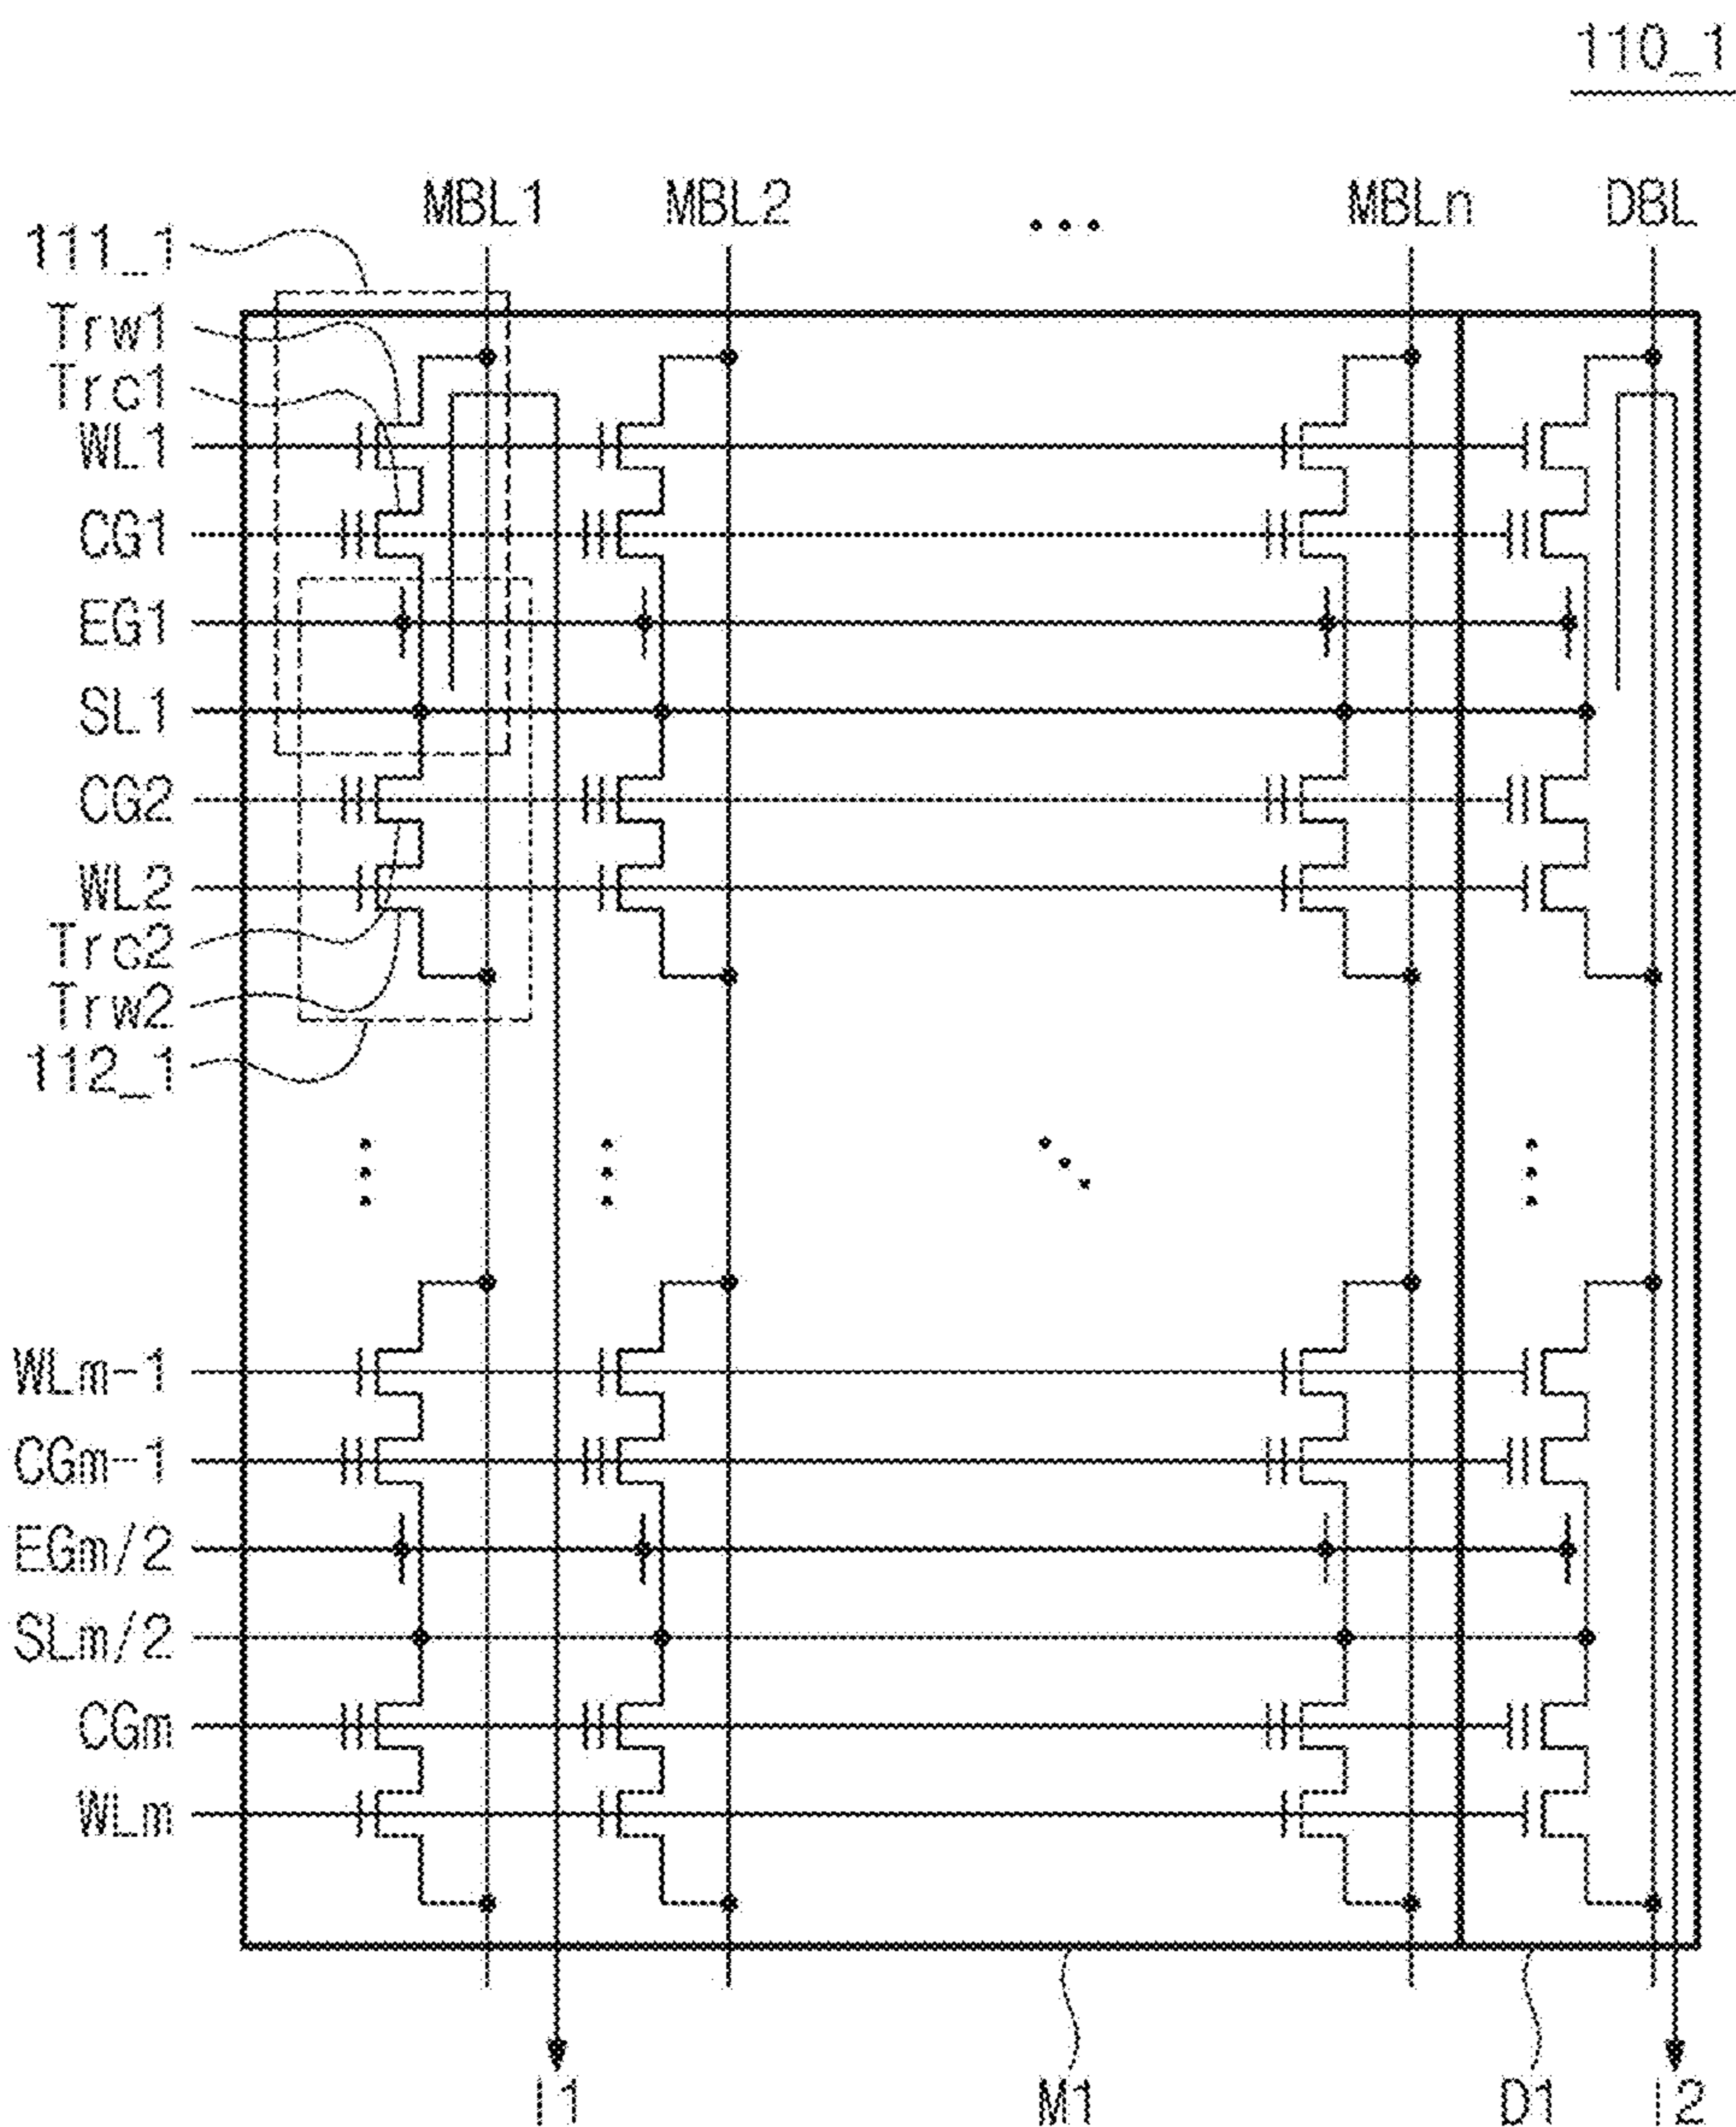 110_1
MBL1 MBL2 ... MBLn DBL
111_1
Trw1
Trc1
WL1
CG1
EG1
SL1
CG2
WL2
Trc2
Trw2
112_1
WLm-1
CGm-1
EGm/2
SLm/2
CGm
WLm
I1 M1 D1 I2